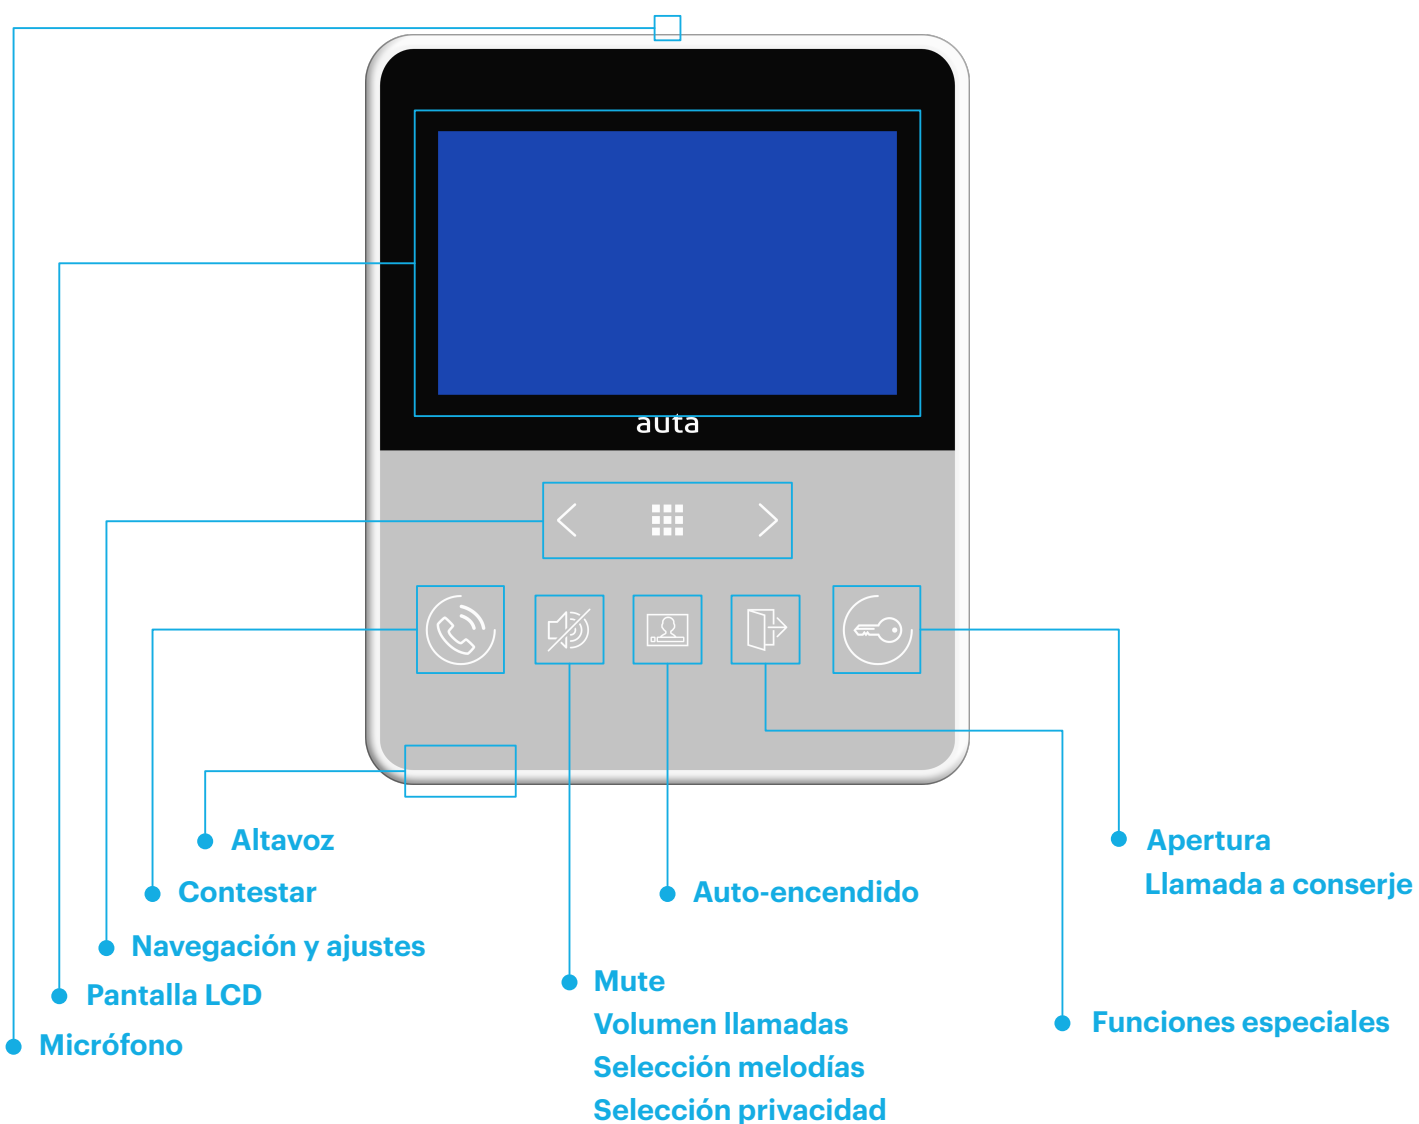 auta
Altavoz
Contestar
Navegación y ajustes
Pantalla LCD
Micrófono
Auto-encendido
Mute
Volumen llamadas
Selección melodías
Selección privacidad
Apertura
Llamada a conserje
Funciones especiales